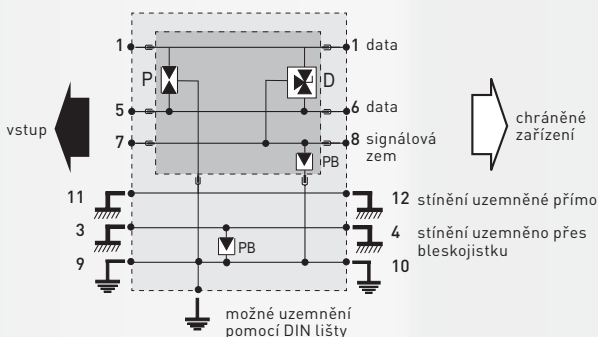 1
1 data
P
D
5
6 data
7
8 signálová
zem
PB
vstup
chráněné
zařízení
11
12 stínění uzemněné přímo
3
4 stínění uzemněno přes
bleskojistku
PB
9
10
možné uzemnění
pomocí DIN lišty